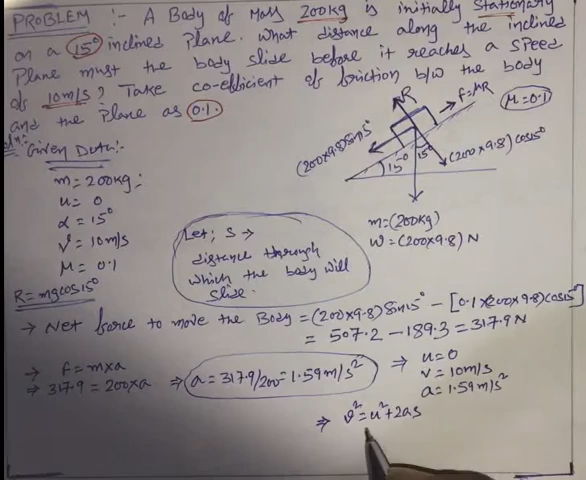 PROBLEM :- A Body of Mass 200kg is initially stationary
on a 15° inclined plane. What distance along the inclined
Plane must the body slide before it reaches a speed
of 10m/s? Take co-efficient of friction b/w the body
and the Plane as 0.1.
Given Data:-
m = 200kg:
u = 0
α = 15°
V = 10m/s
μ = 0.1
R = mgcos15°
R
f=μR
μ=0.1
(200×9.8)Sin15°
15°
15°
(200×9.8)cos15°
m=(200kg)
W=(200×9.8) N
Let; S →
distance through
which the body will
slide.
→ Net force to move the Body = (200×9.8)Sin15° - [0.1×(200×9.8)cos15°]
= 507.2 - 189.3 = 317.9N
→ F = m×a
⇒ 317.9 = 200×a ⇒ a = 317.9/200 = 1.59m/s²
⇒ u=0
v = 10m/s
a = 1.59m/s²
⇒ v² = u² + 2as